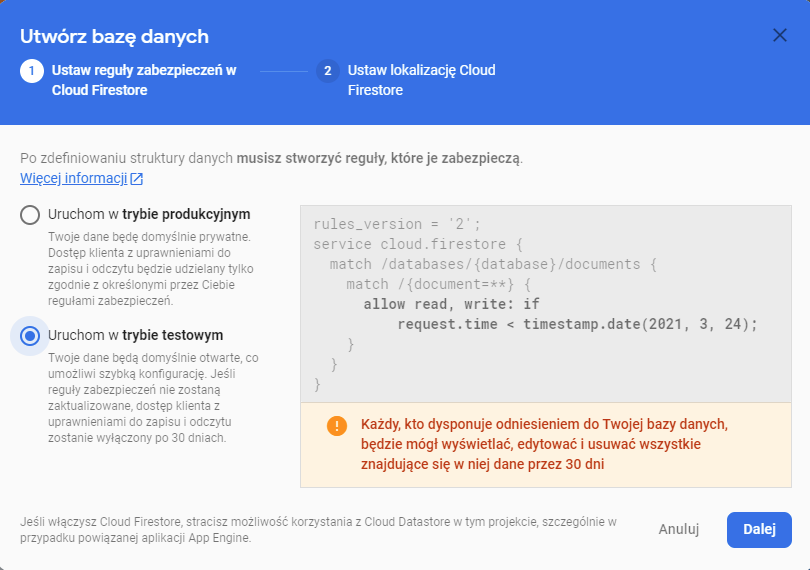 Utwórz bazę danych
1 Ustaw reguły zabezpieczeń w
Cloud Firestore
2 Ustaw lokalizację Cloud
Firestore
Po zdefiniowaniu struktury danych musisz stworzyć reguły, które je zabezpieczą.
Więcej informacji
Uruchom w trybie produkcyjnym
Twoje dane będę domyślnie prywatne.
Dostęp klienta z uprawnieniami do
zapisu i odczytu będzie udzielany tylko
zgodnie z określonymi przez Ciebie
regułami zabezpieczeń.
Uruchom w trybie testowym
Twoje dane będą domyślnie otwarte, co
umożliwi szybką konfigurację. Jeśli
reguły zabezpieczeń nie zostaną
zaktualizowane, dostęp klienta z
uprawnieniami do zapisu i odczytu
zostanie wyłączony po 30 dniach.
rules_version = '2';
service cloud.firestore {
match /databases/{database}/documents {
match /{document=**} {
allow read, write: if
request.time < timestamp.date(2021, 3, 24);
}
}
}
Każdy, kto dysponuje odniesieniem do Twojej bazy danych,
będzie mógł wyświetlać, edytować i usuwać wszystkie
znajdujące się w niej dane przez 30 dni
Jeśli włączysz Cloud Firestore, stracisz możliwość korzystania z Cloud Datastore w tym projekcie, szczególnie w
przypadku powiązanej aplikacji App Engine.
Anuluj
Dalej